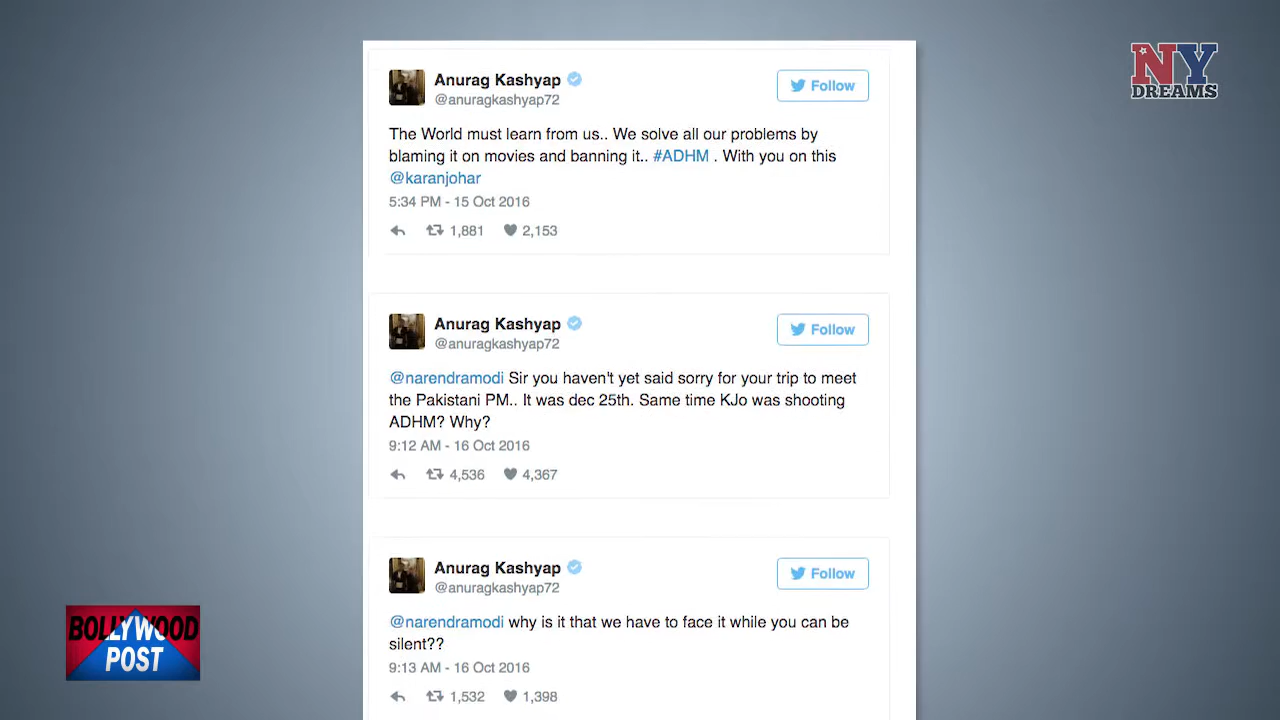 NY
DREAMS
Anurag Kashyap
@anuragkashyap72
Follow
The World must learn from us.. We solve all our problems by
blaming it on movies and banning it.. #ADHM . With you on this
@karanjohar
5:34 PM - 15 Oct 2016
1,881 2,153
Anurag Kashyap
@anuragkashyap72
Follow
@narendramodi Sir you haven't yet said sorry for your trip to meet
the Pakistani PM.. It was dec 25th. Same time KJo was shooting
ADHM? Why?
9:12 AM - 16 Oct 2016
4,536 4,367
Anurag Kashyap
@anuragkashyap72
Follow
@narendramodi why is it that we have to face it while you can be
silent??
9:13 AM - 16 Oct 2016
1,532 1,398
BOLLYWOOD
POST